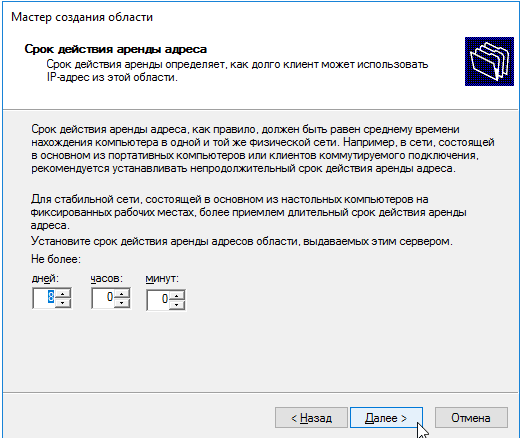 Мастер создания области
Срок действия аренды адреса
Срок действия аренды определяет, как долго клиент может использовать
IP-адрес из этой области.
Срок действия аренды адреса, как правило, должен быть равен среднему времени
нахождения компьютера в одной и той же физической сети. Например, в сети, состоящей
в основном из портативных компьютеров или клиентов коммутируемого подключения,
рекомендуется устанавливать непродолжительный срок действия аренды адреса.
Для стабильной сети, состоящей в основном из настольных компьютеров на
фиксированных рабочих местах, более приемлем длительный срок действия аренды
адреса.
Установите срок действия аренды адресов области, выдаваемых этим сервером.
Не более:
дней: часов: минут:
8 0 0
< Назад Далее > Отмена